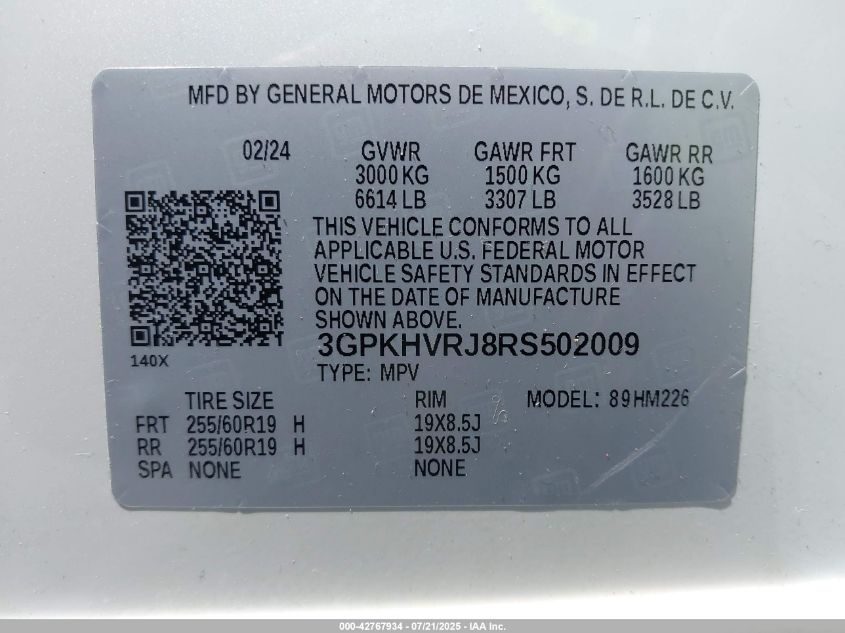 MFD BY GENERAL MOTORS DE MEXICO, S. DE R.L. DE C.V.
02/24 GVWR GAWR FRT GAWR RR
3000 KG 1500 KG 1600 KG
6614 LB 3307 LB 3528 LB
THIS VEHICLE CONFORMS TO ALL
APPLICABLE U.S. FEDERAL MOTOR
VEHICLE SAFETY STANDARDS IN EFFECT
ON THE DATE OF MANUFACTURE
SHOWN ABOVE.
140X
3GPKHVRJ8RS502009
TYPE: MPV
TIRE SIZE RIM MODEL: 89HM226
FRT 255/60R19 H 19X8.5J
RR 255/60R19 H 19X8.5J
SPA NONE NONE
000-42767934 - 07/21/2025 - IAA Inc.